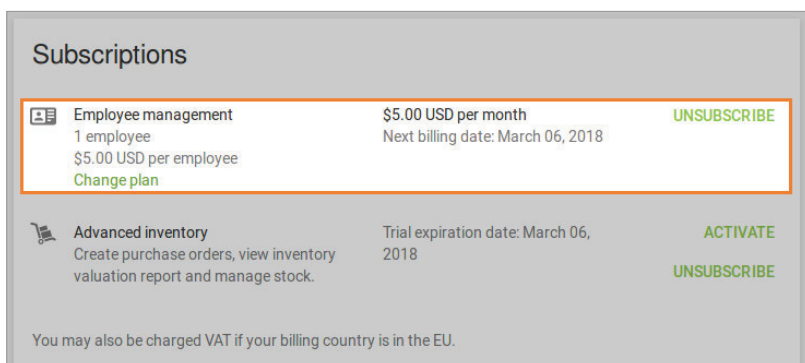 Subscriptions
Employee management
1 employee
$5.00 USD per employee
Change plan
$5.00 USD per month
Next billing date: March 06, 2018
UNSUBSCRIBE
Advanced inventory
Create purchase orders, view inventory
valuation report and manage stock.
Trial expiration date: March 06,
2018
ACTIVATE
UNSUBSCRIBE
You may also be charged VAT if your billing country is in the EU.